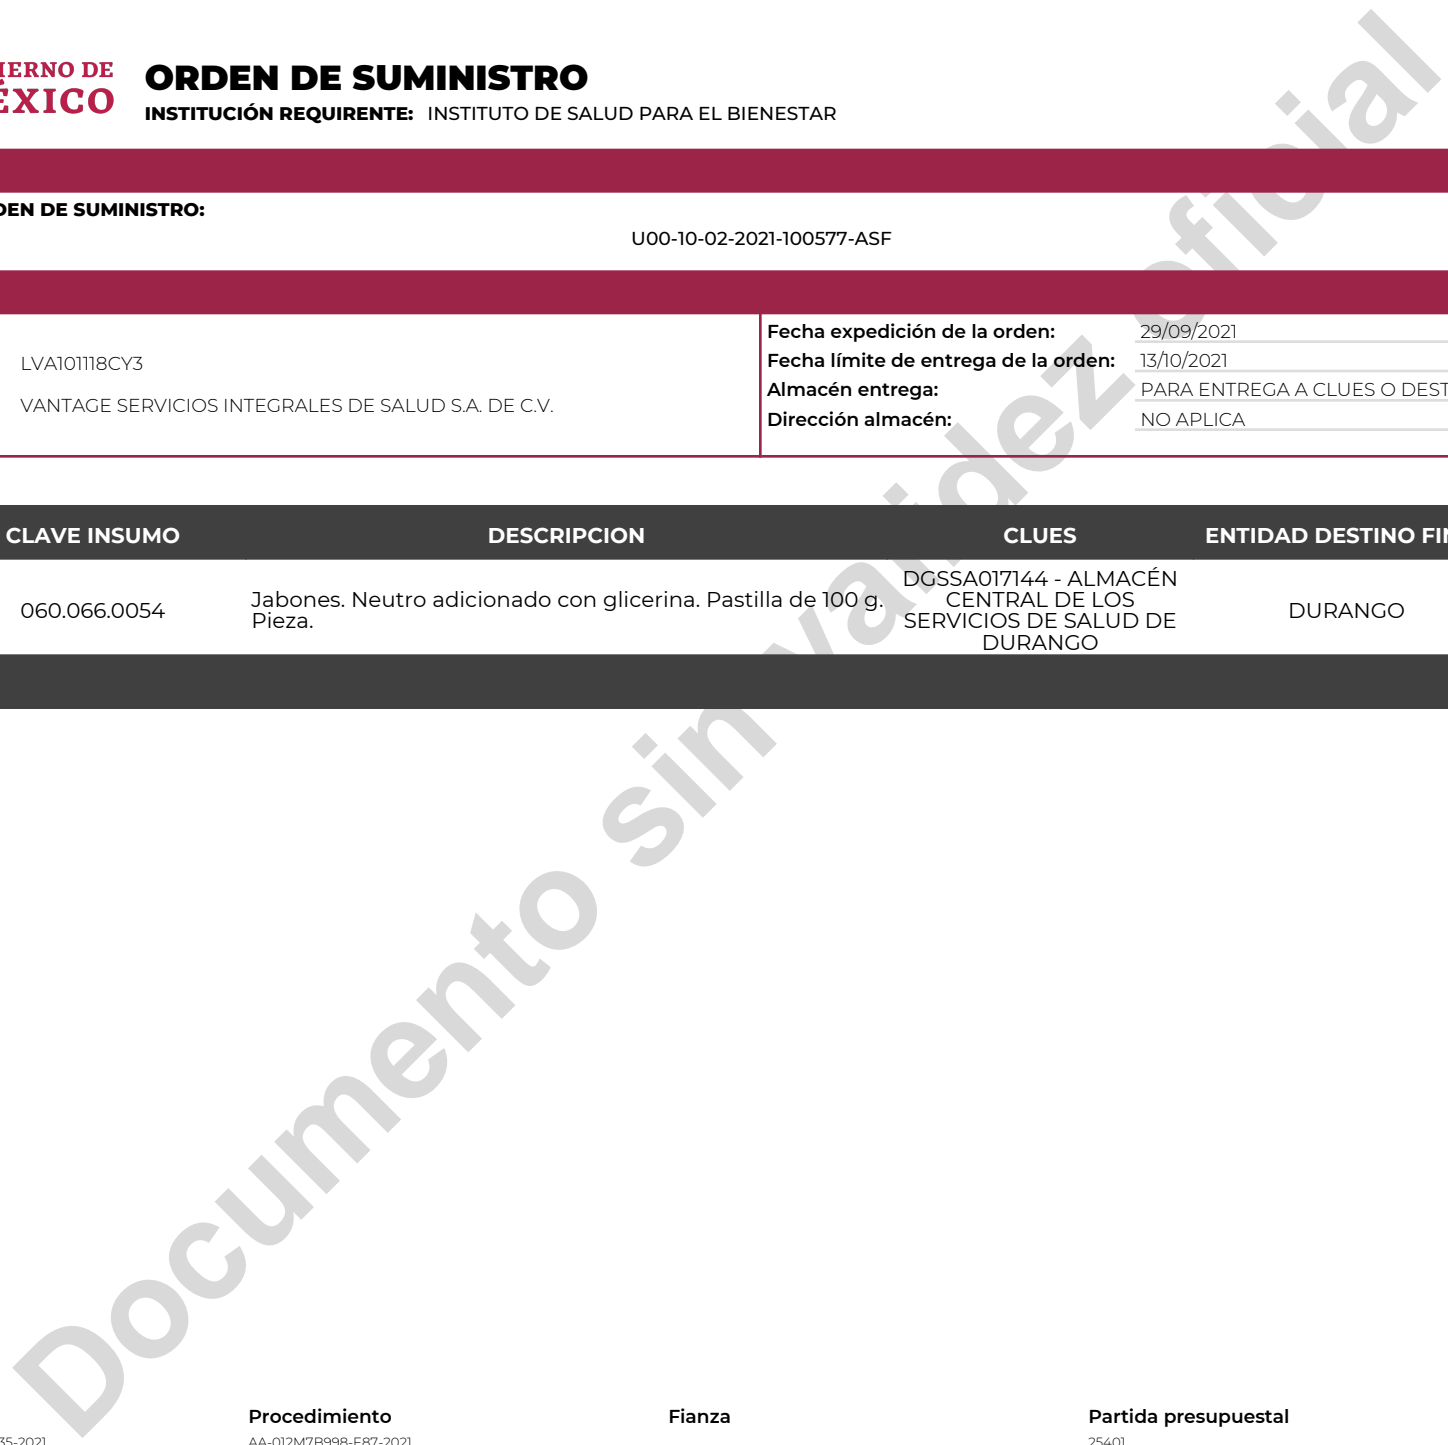 IERNO DE
ÉXICO
ORDEN DE SUMINISTRO
INSTITUCIÓN REQUIRENTE: INSTITUTO DE SALUD PARA EL BIENESTAR
DEN DE SUMINISTRO:
U00-10-02-2021-100577-ASF
LVA101118CY3
VANTAGE SERVICIOS INTEGRALES DE SALUD S.A. DE C.V.
Fecha expedición de la orden: 29/09/2021
Fecha límite de entrega de la orden: 13/10/2021
Almacén entrega: PARA ENTREGA A CLUES O DEST
Dirección almacén: NO APLICA
CLAVE INSUMO DESCRIPCION CLUES ENTIDAD DESTINO FIN
060.066.0054
Jabones. Neutro adicionado con glicerina. Pastilla de 100 g.
Pieza.
DGSSA017144 - ALMACÉN
CENTRAL DE LOS
SERVICIOS DE SALUD DE
DURANGO
DURANGO
Documento sin validez oficial
Procedimiento Fianza Partida presupuestal
35-2021 AA-012M7B998-E87-2021 25401